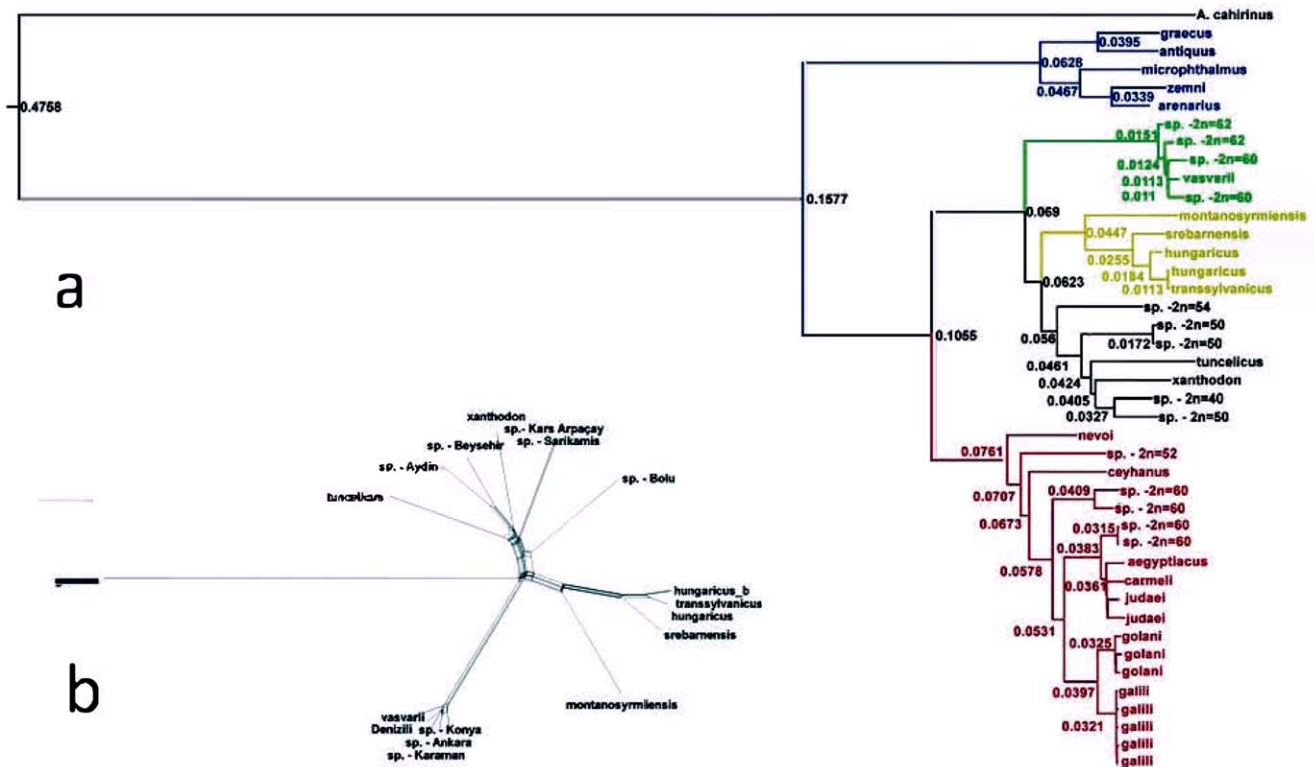 A. cahirinus
graecus
0.0395
antiquus
0.0628
microphthalmus
0.0467
zemni
0.0339
arenarius
0.4758
sp. -2n=62
0.0151
sp. -2n=62
0.0124
sp. -2n=60
0.0113
vasvarii
0.011
sp. -2n=60
0.1577
0.069
montanosyrmiensis
0.0447
srebarnensis
0.0255
hungaricus
0.0184
hungaricus
0.0113
transsylvanicus
0.0623
a
sp. -2n=54
0.056
sp. -2n=50
0.0172
sp. -2n=50
0.1055
0.0461
tuncelicus
0.0424
xanthodon
0.0405
sp. - 2n=40
0.0327
sp. - 2n=50
nevoi
0.0761
sp. - 2n=52
0.0707
ceyhanus
0.0673
0.0409
sp. -2n=60
sp. - 2n=60
0.0315
sp. -2n=60
0.0383
sp. -2n=60
0.0578
aegyptiacus
0.0361
carmeli
judaei
judaei
0.0531
golani
0.0325
golani
golani
0.0397
galili
0.0321
galili
galili
galili
galili
xanthodon
sp.- Kars Arpaçay
sp. - Sarikamis
sp. - Beysehir
sp. - Aydin
sp. - Bolu
hungaricus_b
transsylvanicus
hungaricus
srebarnensis
b
montanosyrmiensis
vasvarii
Denizili
sp. - Konya
sp. - Ankara
sp. - Karaman